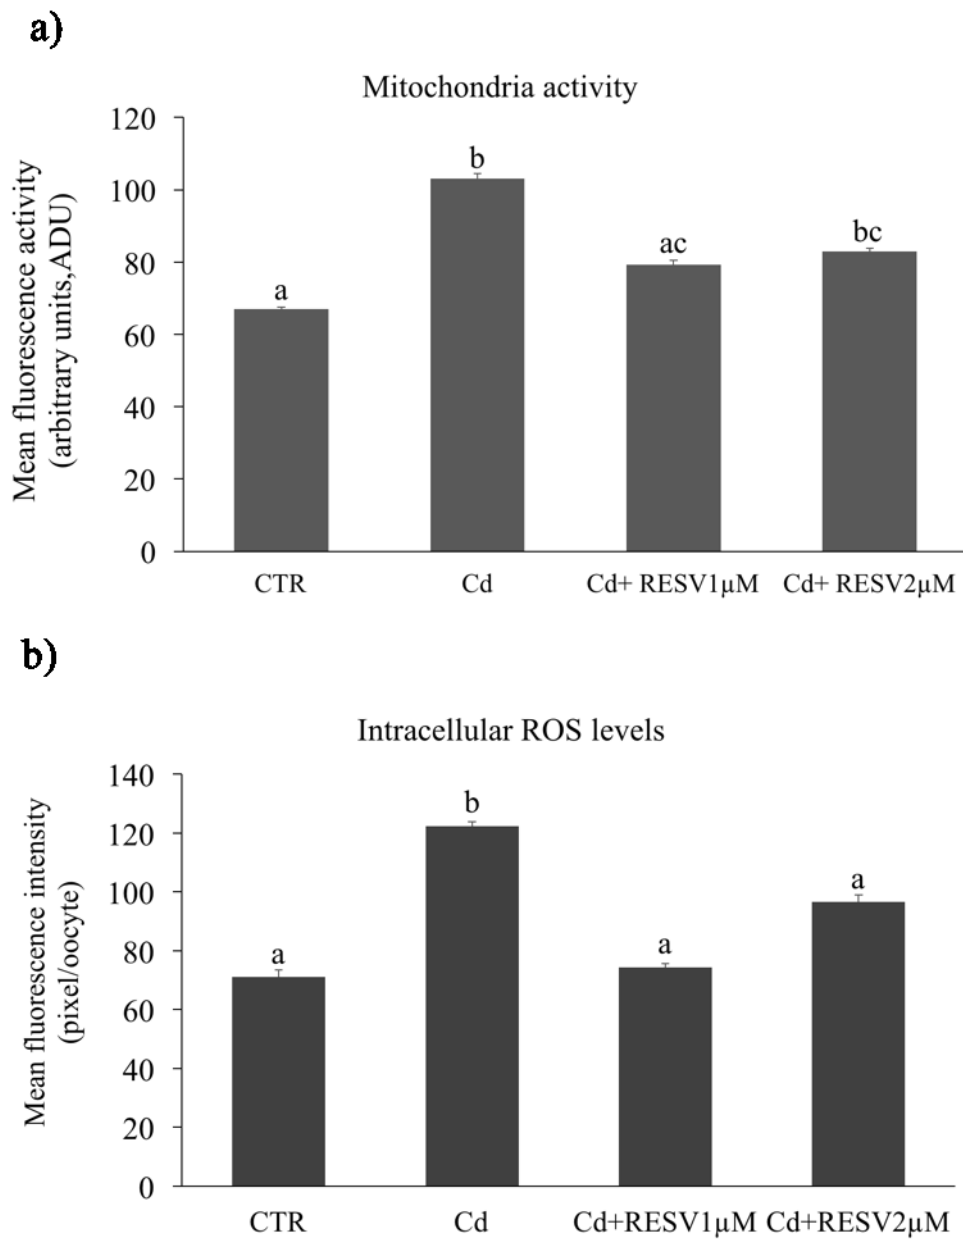 a)
Mitochondria activity
Mean fluorescence activity
(arbitrary units,ADU)
120
100
80
60
40
20
0
a
b
ac
bc
CTR
Cd
Cd+ RESV1µM
Cd+ RESV2µM
b)
Intracellular ROS levels
Mean fluorescence intensity
(pixel/oocyte)
140
120
100
80
60
40
20
0
a
b
a
a
CTR
Cd
Cd+RESV1µM
Cd+RESV2µM